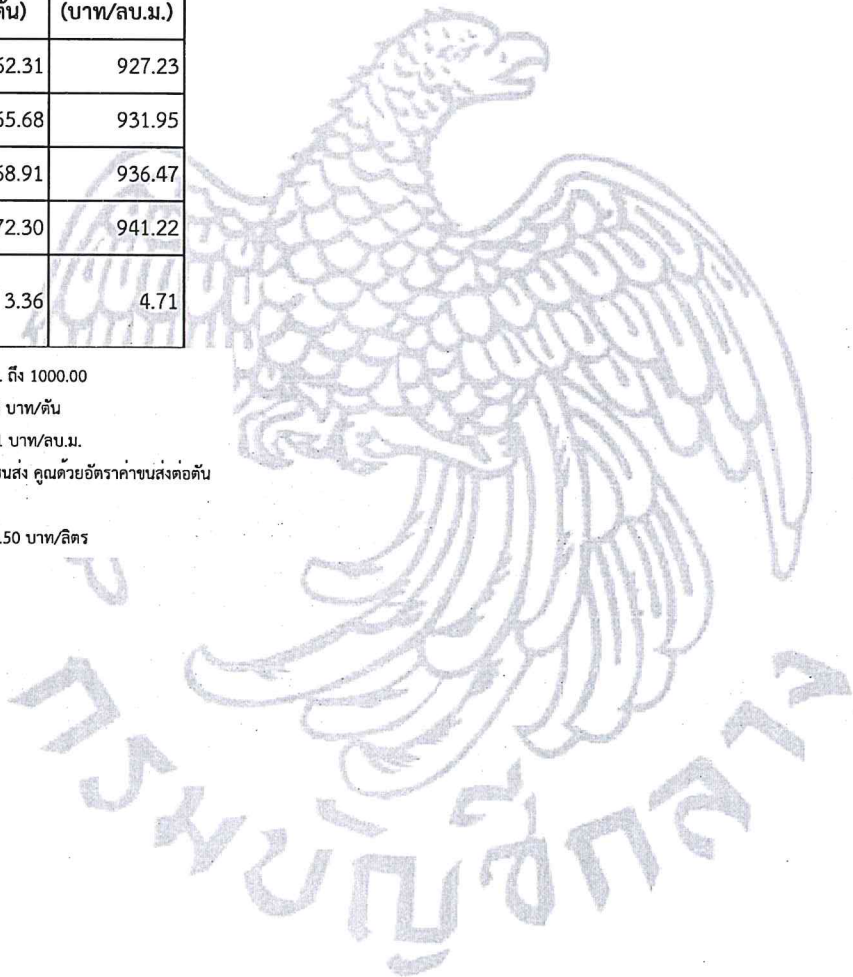 ตัน) (บาท/ลบ.ม.)
62.31 927.23
65.68 931.95
68.91 936.47
72.30 941.22
3.36 4.71
ถึง 1000.00
บาท/ตัน
บาท/ลบ.ม.
นส่ง คูณด้วยอัตราค่าขนส่งต่อตัน
.50 บาท/ลิตร
กรมบัญชีกลาง